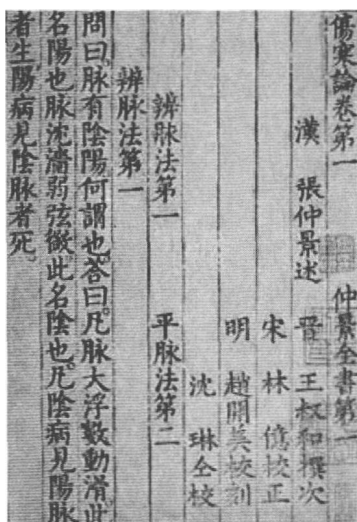 傷寒論卷第一 仲景全書第一
漢 張仲景述 晋 王叔和撰次
宋 林 億校正
明 趙開美校刻
沈 琳仝校
辨脉法第一 平脉法第二
辨脉法第一
問曰。脉有陰陽何謂也。答曰。凡脉大浮數動滑。此
名陽也。脉沈濇弱弦微。此名陰也。凡陰病見陽脉
者生。陽病見陰脉者死。